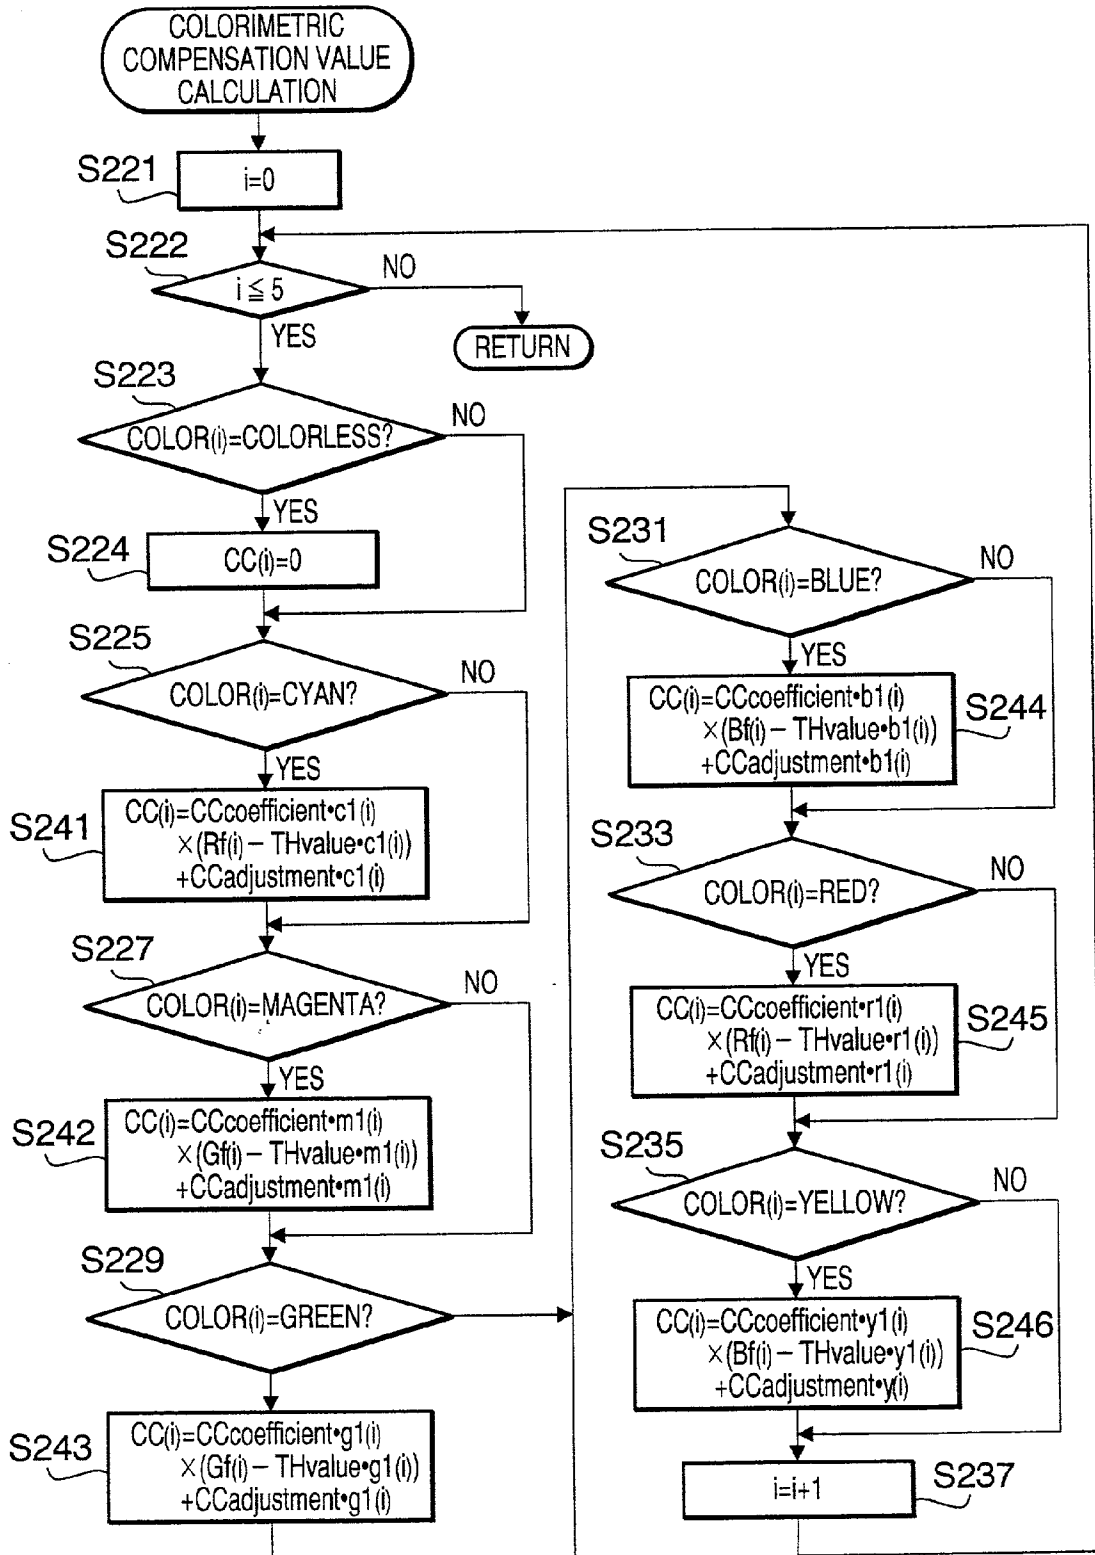 COLORIMETRIC
COMPENSATION VALUE
CALCULATION
S221
i=0
S222
i≦5
NO
YES
RETURN
S223
COLOR(i)=COLORLESS?
NO
YES
S224
CC(i)=0
S225
COLOR(i)=CYAN?
NO
YES
S241
CC(i)=CCcoefficient•c1(i)
×(Rf(i)−THvalue•c1(i))
+CCadjustment•c1(i)
S227
COLOR(i)=MAGENTA?
NO
YES
S242
CC(i)=CCcoefficient•m1(i)
×(Gf(i)−THvalue•m1(i))
+CCadjustment•m1(i)
S229
COLOR(i)=GREEN?
S243
CC(i)=CCcoefficient•g1(i)
×(Gf(i)−THvalue•g1(i))
+CCadjustment•g1(i)
S231
COLOR(i)=BLUE?
NO
YES
CC(i)=CCcoefficient•b1(i)
×(Bf(i)−THvalue•b1(i))
+CCadjustment•b1(i)
S244
S233
COLOR(i)=RED?
NO
YES
CC(i)=CCcoefficient•r1(i)
×(Rf(i)−THvalue•r1(i))
+CCadjustment•r1(i)
S245
S235
COLOR(i)=YELLOW?
NO
YES
CC(i)=CCcoefficient•y1(i)
×(Bf(i)−THvalue•y1(i))
+CCadjustment•y(i)
S246
i=i+1
S237